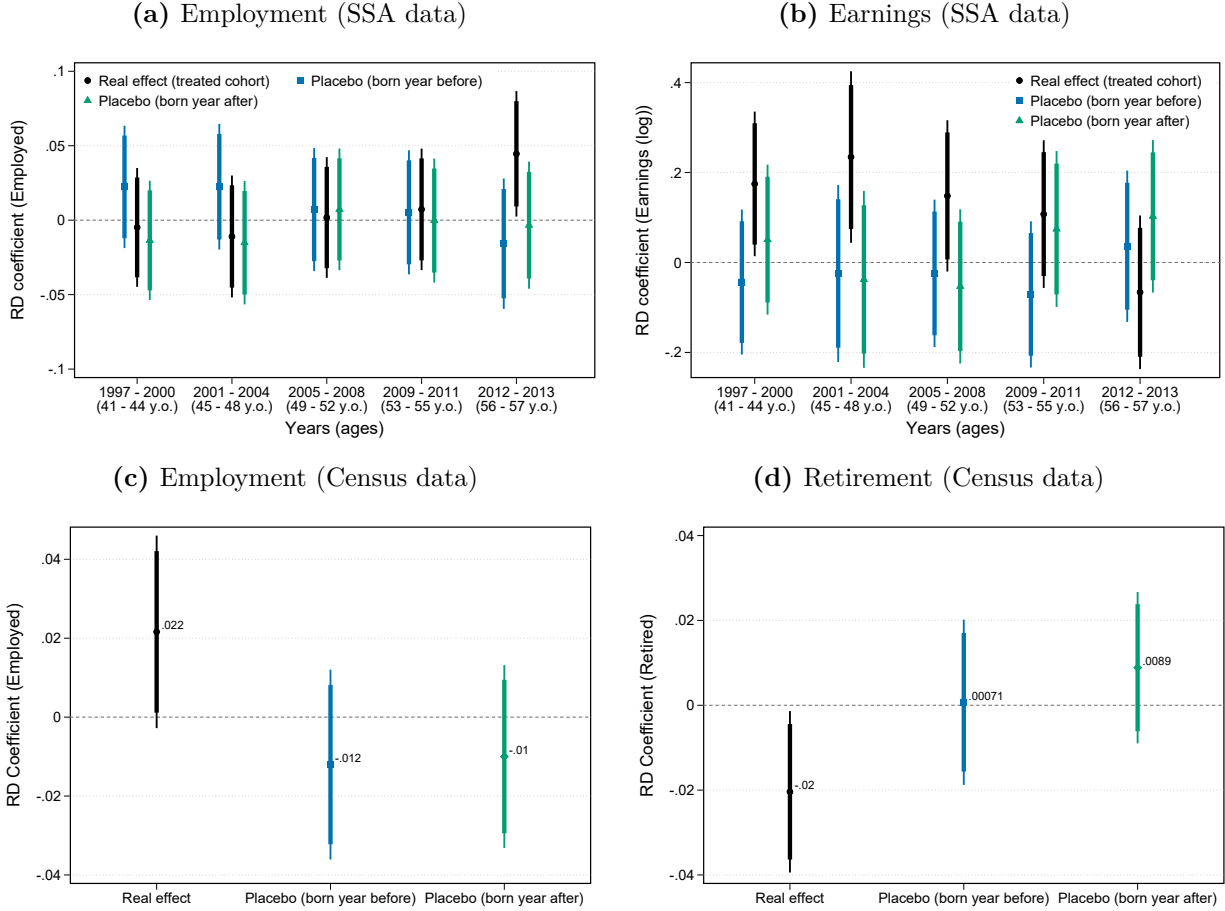 (a) Employment (SSA data)
RD coefficient (Employed)
.1
.05
0
-.05
-.1
Real effect (treated cohort)
Placebo (born year before)
Placebo (born year after)
1997 - 2000
(41 - 44 y.o.)
2001 - 2004
(45 - 48 y.o.)
2005 - 2008
(49 - 52 y.o.)
2009 - 2011
(53 - 55 y.o.)
2012 - 2013
(56 - 57 y.o.)
Years (ages)
(b) Earnings (SSA data)
RD coefficient (Earnings (log))
.4
.2
0
-.2
Real effect (treated cohort)
Placebo (born year before)
Placebo (born year after)
1997 - 2000
(41 - 44 y.o.)
2001 - 2004
(45 - 48 y.o.)
2005 - 2008
(49 - 52 y.o.)
2009 - 2011
(53 - 55 y.o.)
2012 - 2013
(56 - 57 y.o.)
Years (ages)
(c) Employment (Census data)
RD Coefficient (Employed)
.04
.02
0
-.02
-.04
.022
-.012
-.01
Real effect
Placebo (born year before)
Placebo (born year after)
(d) Retirement (Census data)
RD Coefficient (Retired)
.04
.02
0
-.02
-.04
-.02
.00071
.0089
Real effect
Placebo (born year before)
Placebo (born year after)